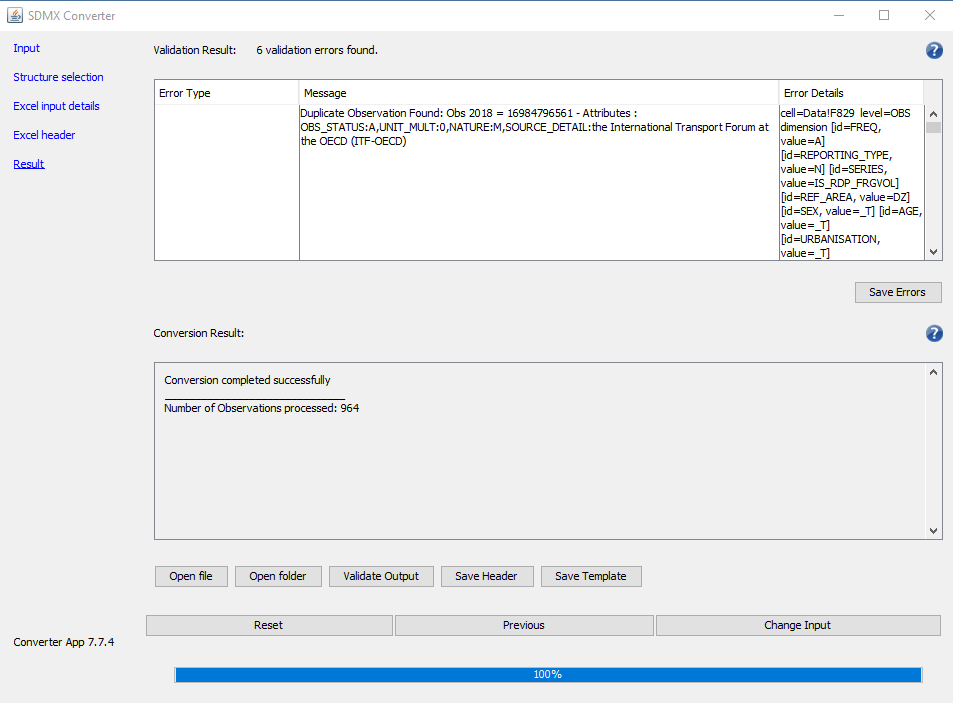 SDMX Converter
Input
Structure selection
Excel input details
Excel header
Result
Validation Result: 6 validation errors found.
Error Type Message Error Details
Duplicate Observation Found: Obs 2018 = 16984796561 - Attributes :
OBS_STATUS:A,UNIT_MULT:0,NATURE:M,SOURCE_DETAIL:the International Transport Forum at
the OECD (ITF-OECD)
cell=Data!F829 level=OBS
dimension [id=FREQ,
value=A]
[id=REPORTING_TYPE,
value=N] [id=SERIES,
value=IS_RDP_FRGVOL]
[id=REF_AREA, value=DZ]
[id=SEX, value=_T] [id=AGE,
value=_T]
[id=URBANISATION,
value=_T]
Save Errors
Conversion Result:
Conversion completed successfully
Number of Observations processed: 964
Open file Open folder Validate Output Save Header Save Template
Reset Previous Change Input
Converter App 7.7.4
100%